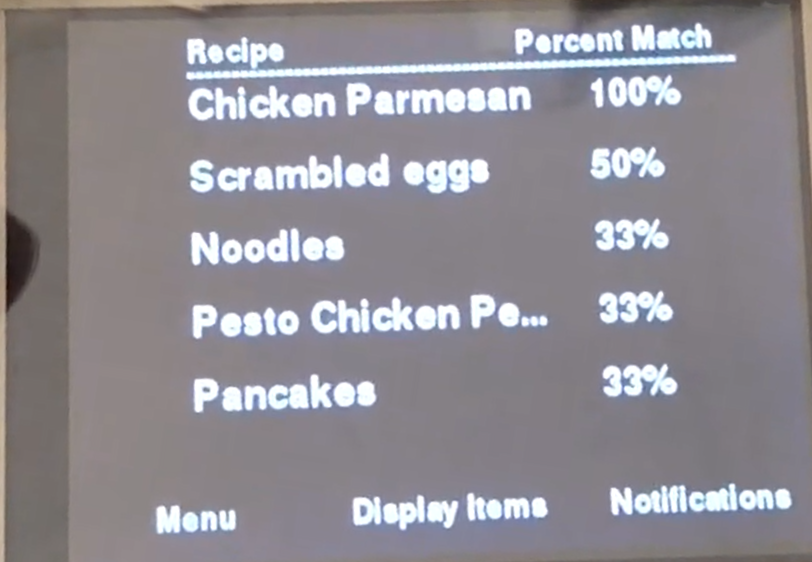 Recipe Percent Match
Chicken Parmesan 100%
Scrambled eggs 50%
Noodles 33%
Pesto Chicken Pe... 33%
Pancakes 33%
Menu Display Items Notifications